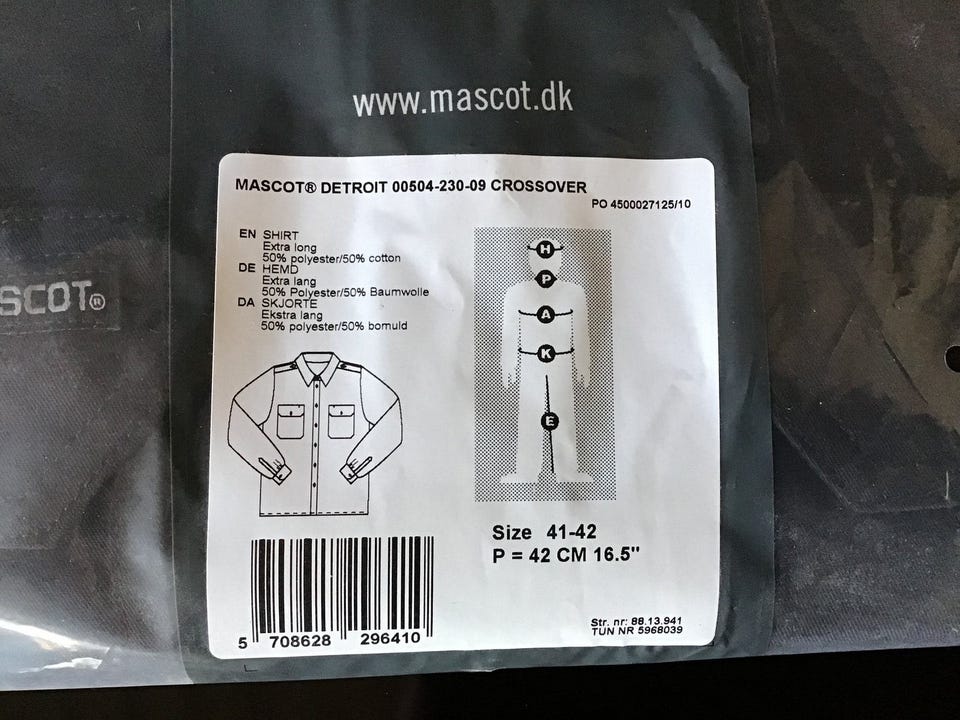 www.mascot.dk
MASCOT® DETROIT 00504-230-09 CROSSOVER
PO 4500027125/10
EN SHIRT
Extra long
50% polyester/50% cotton
DE HEMD
Extra lang
50% Polyester/50% Baumwolle
DA SKJORTE
Ekstra lang
50% polyester/50% bomuld
SCOT®
H
P
A
K
E
Size 41-42
P = 42 CM 16.5"
5 708628 296410
Str. nr: 88.13.941
TUN NR 5968039